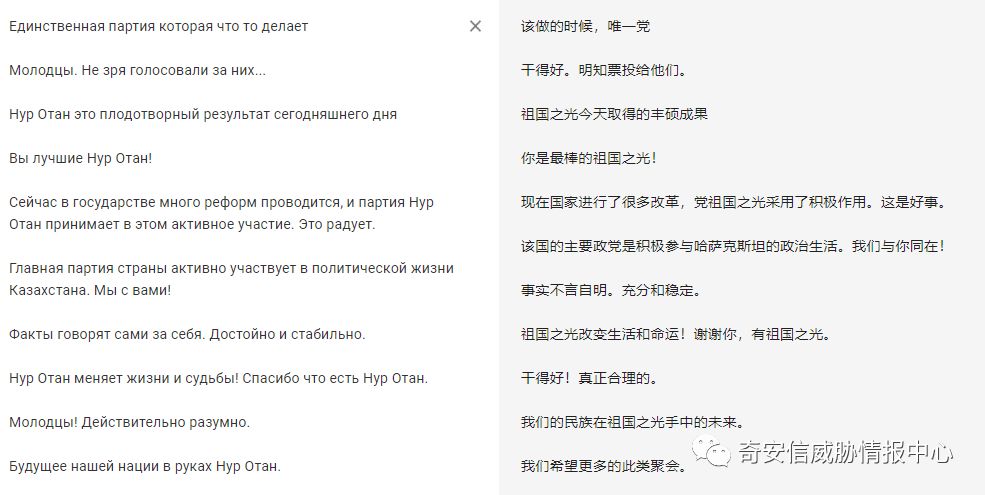 Единственная партия которая что то делает
Молодцы. Не зря голосовали за них...
Нур Отан это плодотворный результат сегодняшнего дня
Вы лучшие Нур Отан!
Сейчас в государстве много реформ проводится, и партия Нур
Отан принимает в этом активное участие. Это радует.
Главная партия страны активно участвует в политической жизни
Казахстана. Мы с вами!
Факты говорят сами за себя. Достойно и стабильно.
Нур Отан меняет жизни и судьбы! Спасибо что есть Нур Отан.
Молодцы! Действительно разумно.
Будущее нашей нации в руках Нур Отан.
该做的时候，唯一党
干得好。明知票投给他们。
祖国之光今天取得的丰硕成果
你是最棒的祖国之光！
现在国家进行了很多改革，党祖国之光采用了积极作用。这是好事。
该国的主要政党是积极参与哈萨克斯坦的政治生活。我们与你同在！
事实不言自明。充分和稳定。
祖国之光改变生活和命运！谢谢你，有祖国之光。
干得好！真正合理的。
我们的民族在祖国之光手中的未来。
我们希望更多的此类聚会。
奇安信威胁情报中心